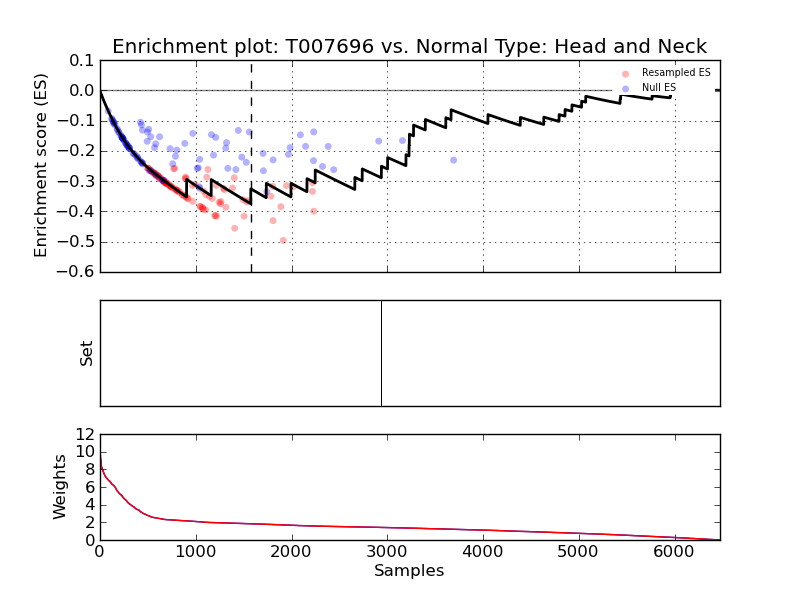 Enrichment plot: T007696 vs. Normal Type: Head and Neck
0.1
0.0
−0.1
−0.2
−0.3
−0.4
−0.5
−0.6
Enrichment score (ES)
Resampled ES
Null ES
Set
12
10
8
6
4
2
0
Weights
0 1000 2000 3000 4000 5000 6000
Samples